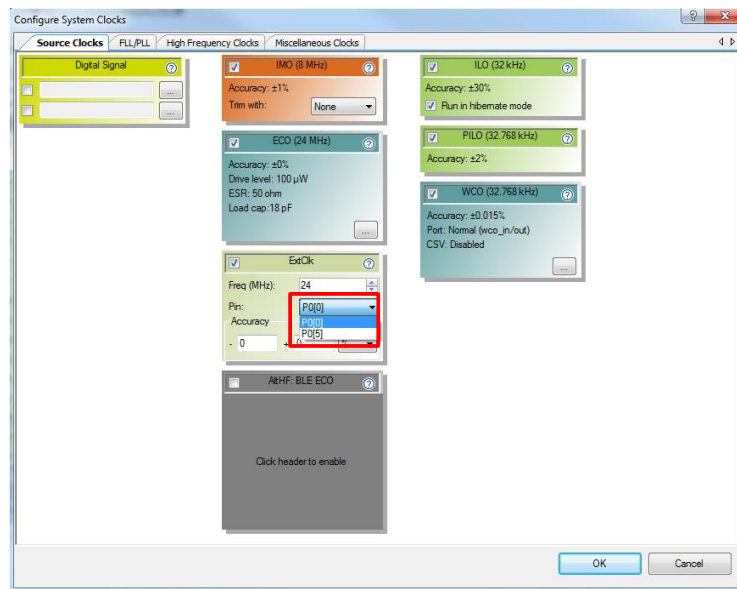 Configure System Clocks
Source Clocks
FLL/PLL
High Frequency Clocks
Miscellaneous Clocks
Digital Signal
...
...
IMO (8 MHz)
Accuracy: ±1%
Trim with:
None
ECO (24 MHz)
Accuracy: ±0%
Drive level: 100 µW
ESR: 50 ohm
Load cap:18 pF
...
ExtClk
Freq (MHz):
24
Pin:
P0[0]
P0[0]
P0[5]
Accuracy
- 0
+
AltHF: BLE ECO
Click header to enable
ILO (32 kHz)
Accuracy: ±30%
Run in hibernate mode
PILO (32.768 kHz)
Accuracy: ±2%
WCO (32.768 kHz)
Accuracy: ±0.015%
Port: Normal (wco_in/out)
CSV: Disabled
...
OK
Cancel